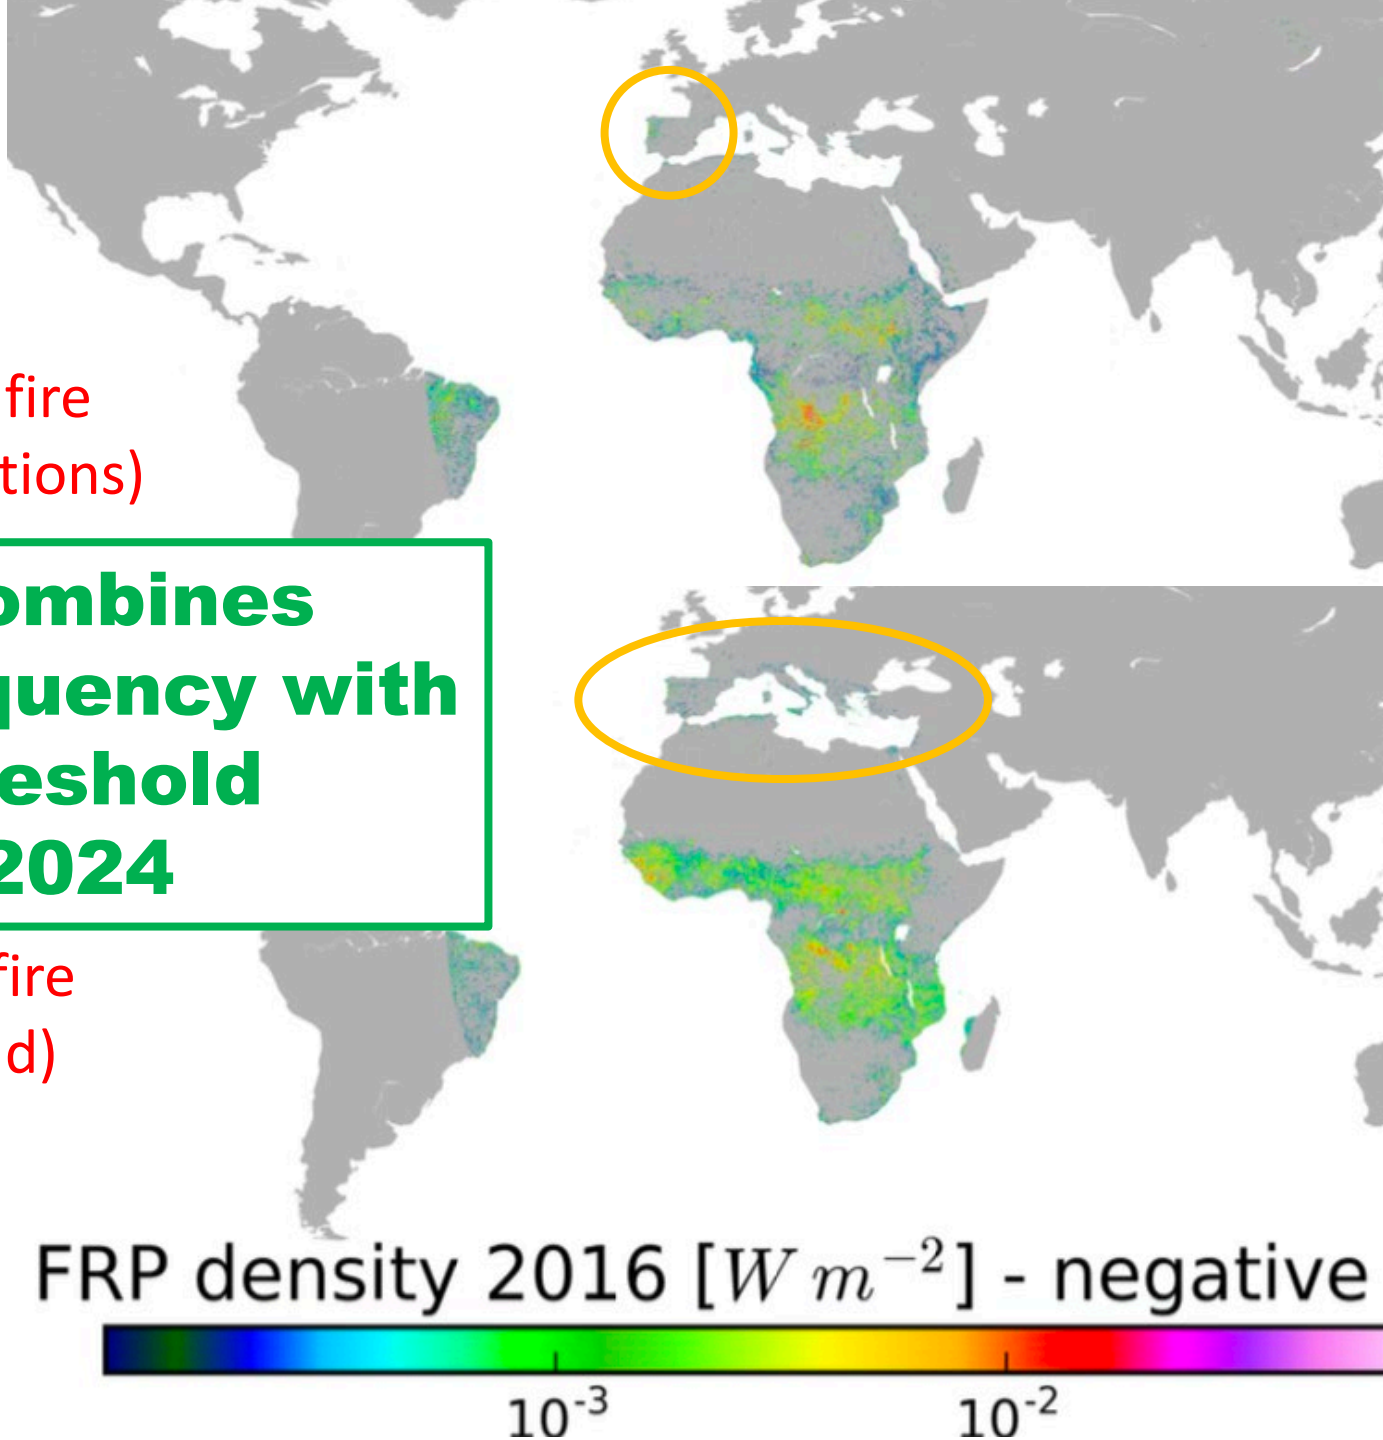 fire
tions)
ombines
quency with
eshold
2024
fire
d)
FRP density 2016 [W m⁻²] - negative
10⁻³ 10⁻²